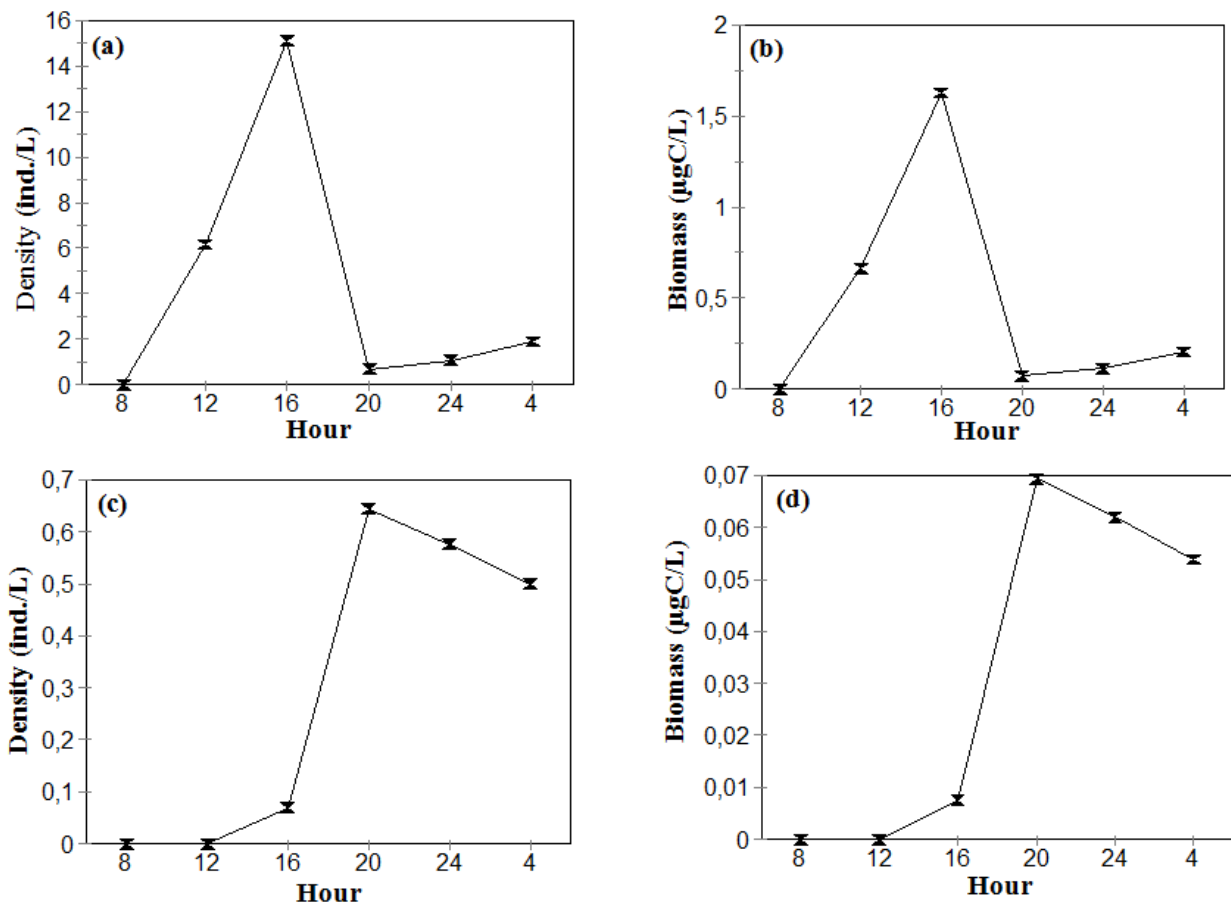 (a)
Density (ind./L)
16
14
12
10
8
6
4
2
0
8 12 16 20 24 4
Hour
(b)
Biomass (µgC/L)
2
1,5
1
0,5
0
8 12 16 20 24 4
Hour
(c)
Density (ind./L)
0,7
0,6
0,5
0,4
0,3
0,2
0,1
0
8 12 16 20 24 4
Hour
(d)
Biomass (µgC/L)
0,07
0,06
0,05
0,04
0,03
0,02
0,01
0
8 12 16 20 24 4
Hour